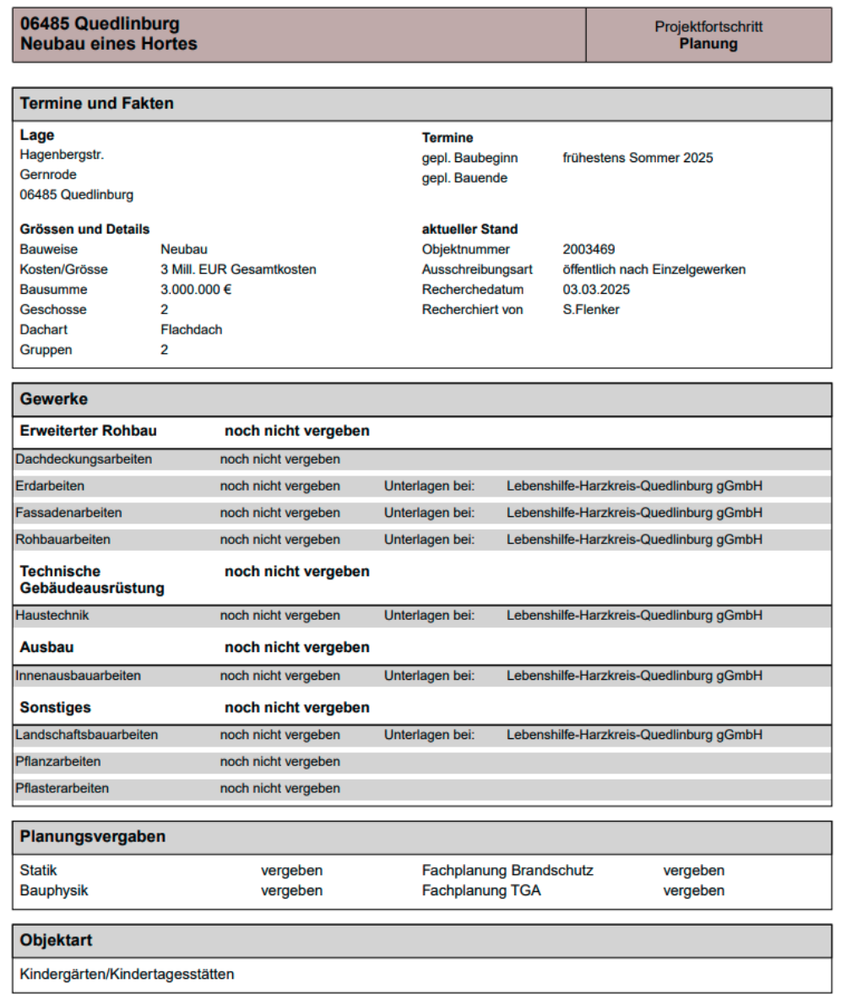 06485 Quedlinburg
Neubau eines Hortes
Projektfortschritt
Planung
Termine und Fakten
Lage
Hagenbergstr.
Gernrode
06485 Quedlinburg
Termine
gepl. Baubeginn frühestens Sommer 2025
gepl. Bauende
Grössen und Details
Bauweise Neubau
Kosten/Grösse 3 Mill. EUR Gesamtkosten
Bausumme 3.000.000 €
Geschosse 2
Dachart Flachdach
Gruppen 2
aktueller Stand
Objektnummer 2003469
Ausschreibungsart öffentlich nach Einzelgewerken
Recherchedatum 03.03.2025
Recherchiert von S.Flenker
Gewerke
Erweiterter Rohbau noch nicht vergeben
Dachdeckungsarbeiten noch nicht vergeben
Erdarbeiten noch nicht vergeben Unterlagen bei: Lebenshilfe-Harzkreis-Quedlinburg gGmbH
Fassadenarbeiten noch nicht vergeben Unterlagen bei: Lebenshilfe-Harzkreis-Quedlinburg gGmbH
Rohbauarbeiten noch nicht vergeben Unterlagen bei: Lebenshilfe-Harzkreis-Quedlinburg gGmbH
Technische noch nicht vergeben
Gebäudeausrüstung
Haustechnik noch nicht vergeben Unterlagen bei: Lebenshilfe-Harzkreis-Quedlinburg gGmbH
Ausbau noch nicht vergeben
Innenausbauarbeiten noch nicht vergeben Unterlagen bei: Lebenshilfe-Harzkreis-Quedlinburg gGmbH
Sonstiges noch nicht vergeben
Landschaftsbauarbeiten noch nicht vergeben Unterlagen bei: Lebenshilfe-Harzkreis-Quedlinburg gGmbH
Pflanzarbeiten noch nicht vergeben
Pflasterarbeiten noch nicht vergeben
Planungsvergaben
Statik vergeben Fachplanung Brandschutz vergeben
Bauphysik vergeben Fachplanung TGA vergeben
Objektart
Kindergärten/Kindertagesstätten